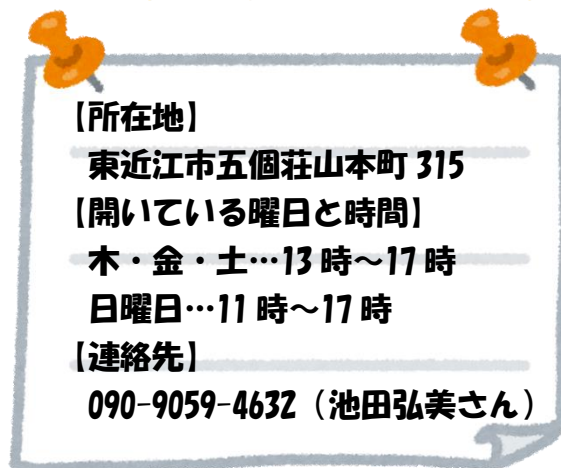 【所在地】
東近江市五個荘山本町 315
【開いている曜日と時間】
木・金・土…13 時～17 時
日曜日…11 時～17 時
【連絡先】
090-9059-4632（池田弘美さん）